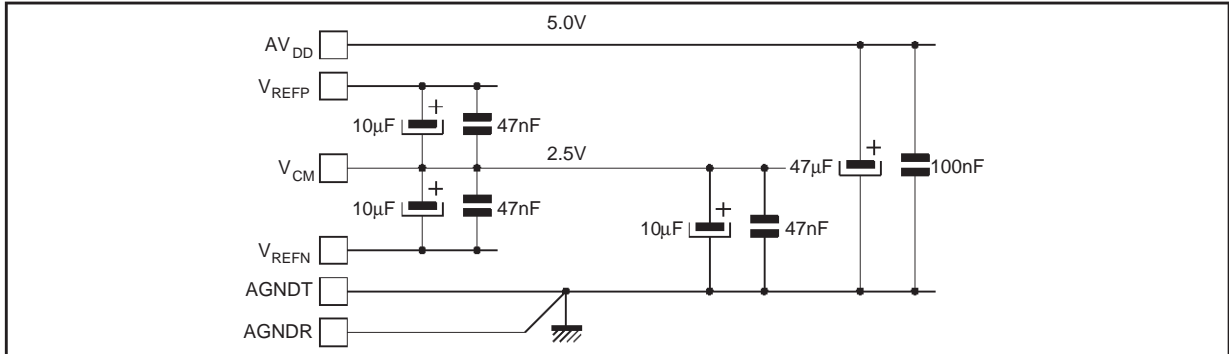 5.0V
AV_DD
V_REFP
+
10µF
47nF
V_CM
2.5V
+
47µF
100nF
+
10µF
47nF
+
10µF
47nF
V_REFN
AGNDT
AGNDR